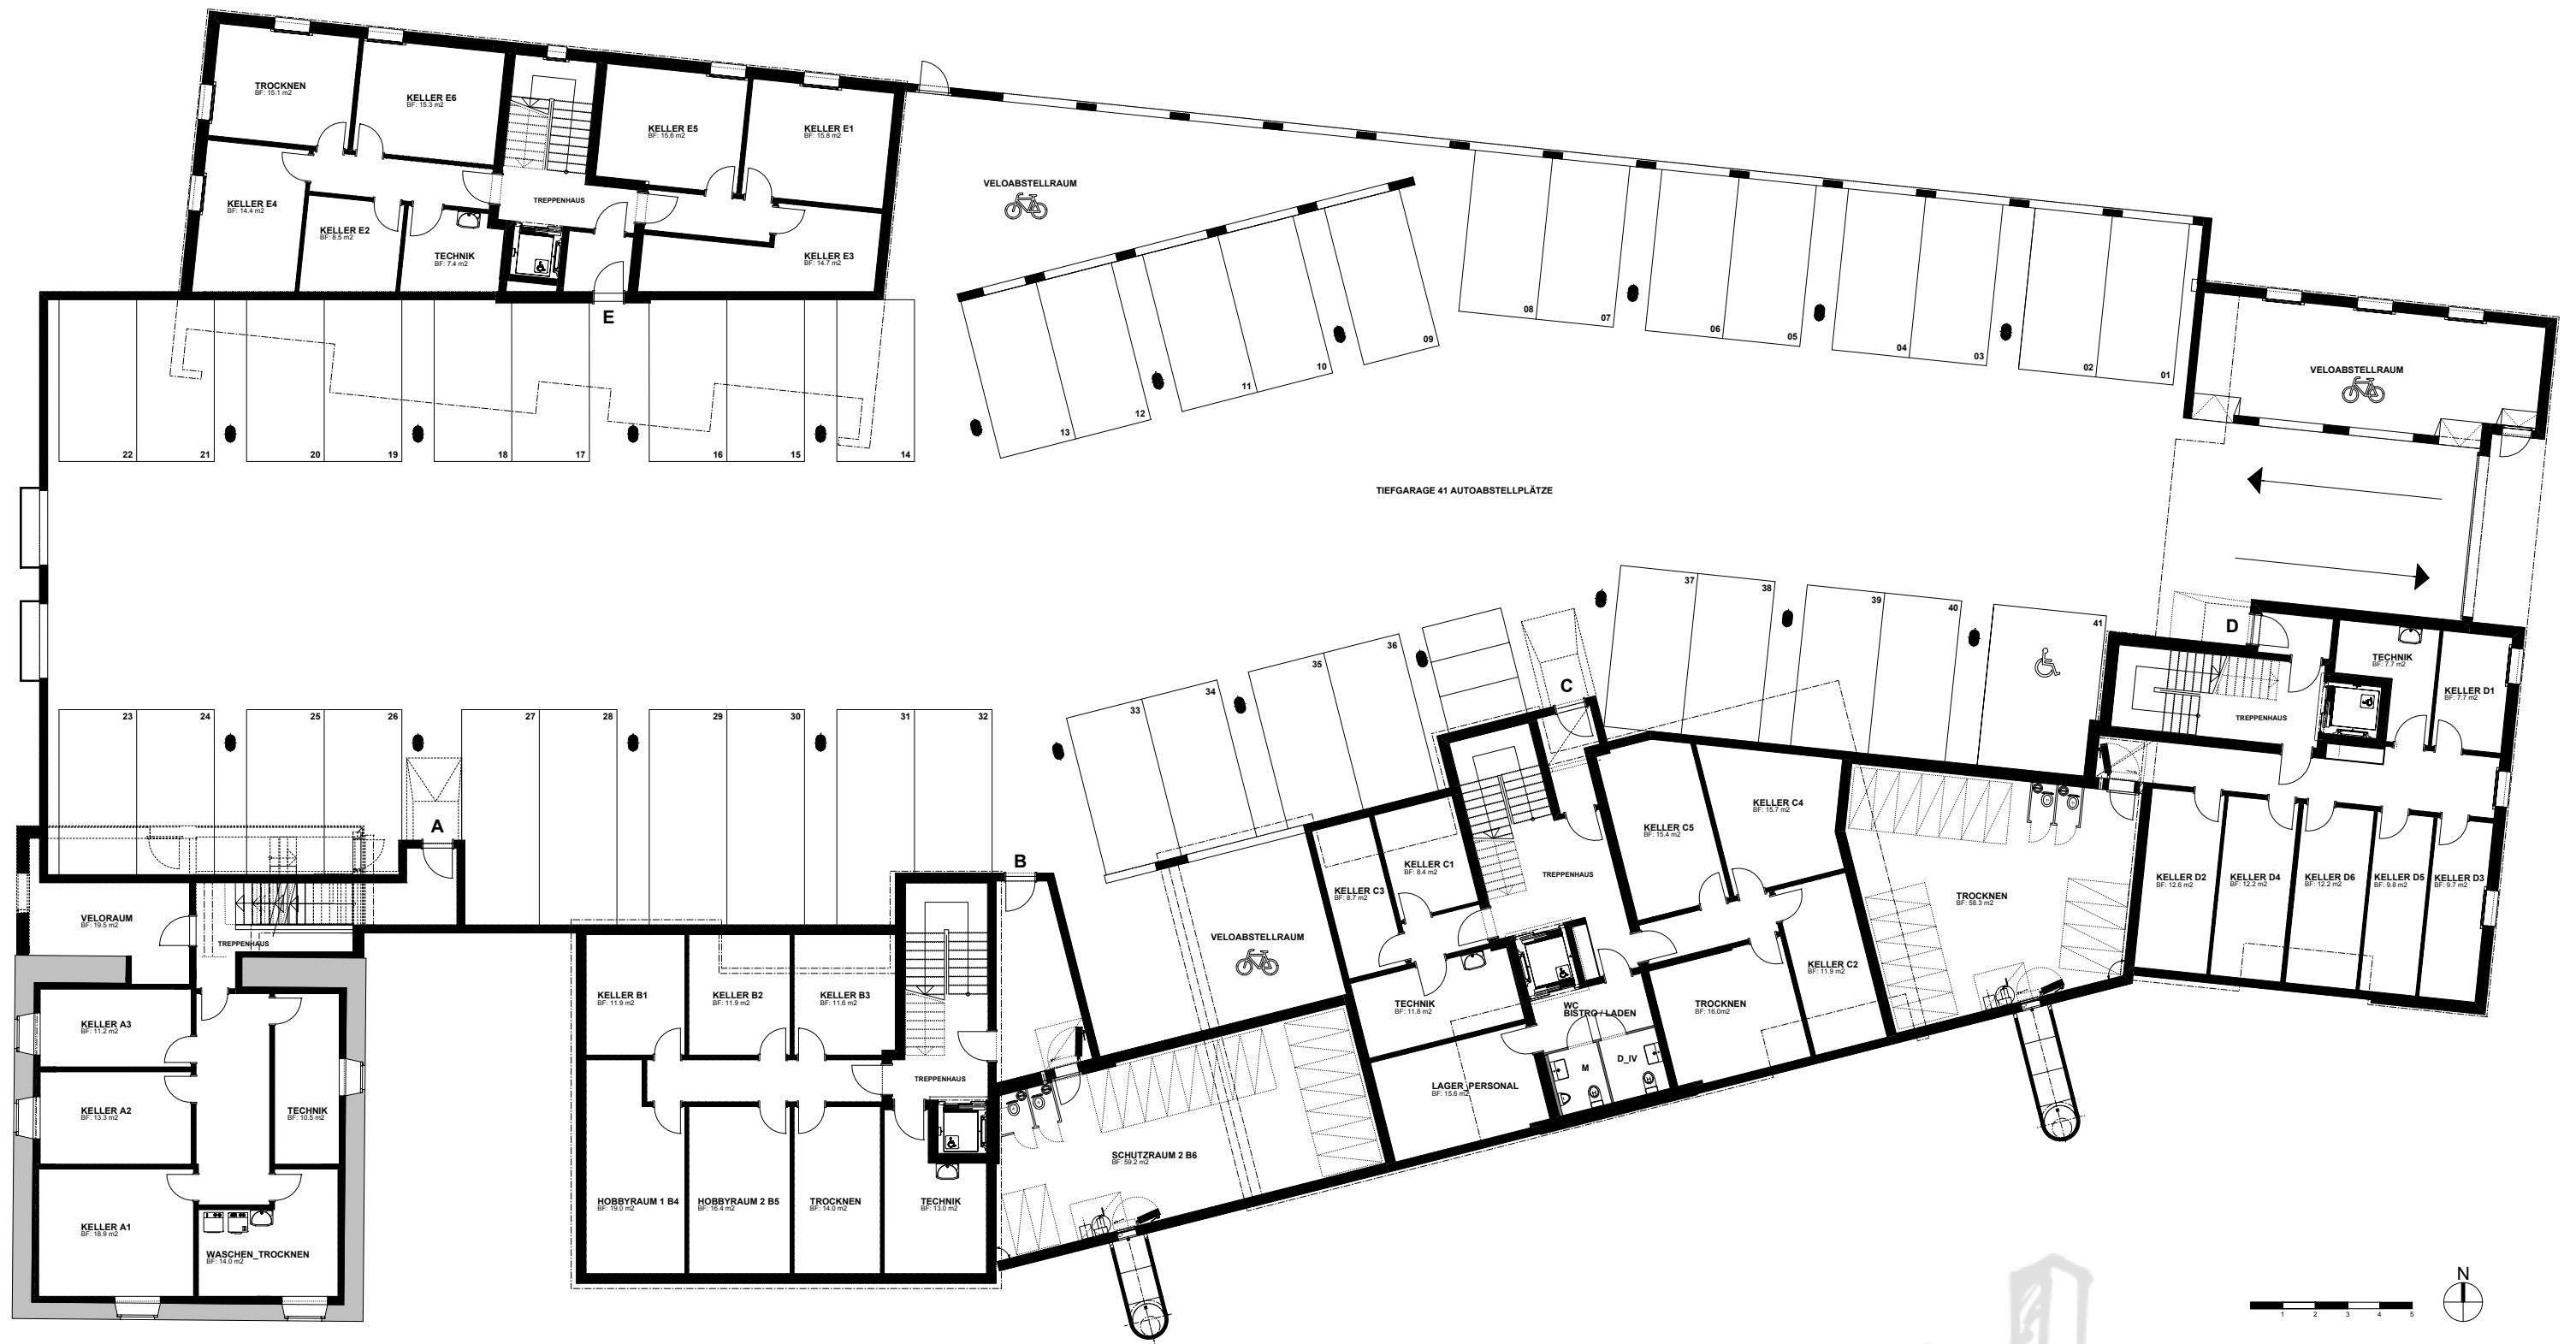 TROCKNEN
BF: 15.1 m2
KELLER E6
BF: 15.3 m2
KELLER E5
BF: 15.6 m2
KELLER E1
BF: 15.8 m2
KELLER E4
BF: 14.4 m2
KELLER E2
BF: 8.5 m2
TECHNIK
BF: 7.4 m2
TREPPENHAUS
KELLER E3
BF: 14.7 m2
E
VELOABSTELLRAUM
08
07
06
05
04
03
02
01
09
10
11
12
13
VELOABSTELLRAUM
22
21
20
19
18
17
16
15
14
TIEFGARAGE 41 AUTOABSTELLPLÄTZE
23
24
25
26
27
28
29
30
31
32
33
34
35
36
37
38
39
40
41
A
B
C
D
VELORAUM
BF: 19.5 m2
TREPPENHAUS
KELLER A3
BF: 11.2 m2
KELLER A2
BF: 13.3 m2
TECHNIK
BF: 10.5 m2
KELLER A1
BF: 18.9 m2
WASCHEN_TROCKNEN
BF: 14.0 m2
KELLER B1
BF: 11.9 m2
KELLER B2
BF: 11.9 m2
KELLER B3
BF: 11.6 m2
TREPPENHAUS
HOBBYRAUM 1 B4
BF: 19.0 m2
HOBBYRAUM 2 B5
BF: 16.4 m2
TROCKNEN
BF: 14.0 m2
TECHNIK
BF: 13.0 m2
VELOABSTELLRAUM
SCHUTZRAUM 2 B6
BF: 59.2 m2
KELLER C3
BF: 8.7 m2
KELLER C1
BF: 8.4 m2
TREPPENHAUS
KELLER C5
BF: 15.4 m2
KELLER C4
BF: 15.7 m2
TECHNIK
BF: 11.8 m2
WC
BISTRO / LADEN
LAGER_PERSONAL
BF: 15.6 m2
M
D_IV
TROCKNEN
BF: 16.0m2
KELLER C2
BF: 11.9 m2
TROCKNEN
BF: 58.3 m2
TREPPENHAUS
TECHNIK
BF: 7.7 m2
KELLER D1
BF: 7.7 m2
KELLER D2
BF: 12.6 m2
KELLER D4
BF: 12.2 m2
KELLER D6
BF: 12.2 m2
KELLER D5
BF: 9.8 m2
KELLER D3
BF: 9.7 m2
1 2 3 4 5
N